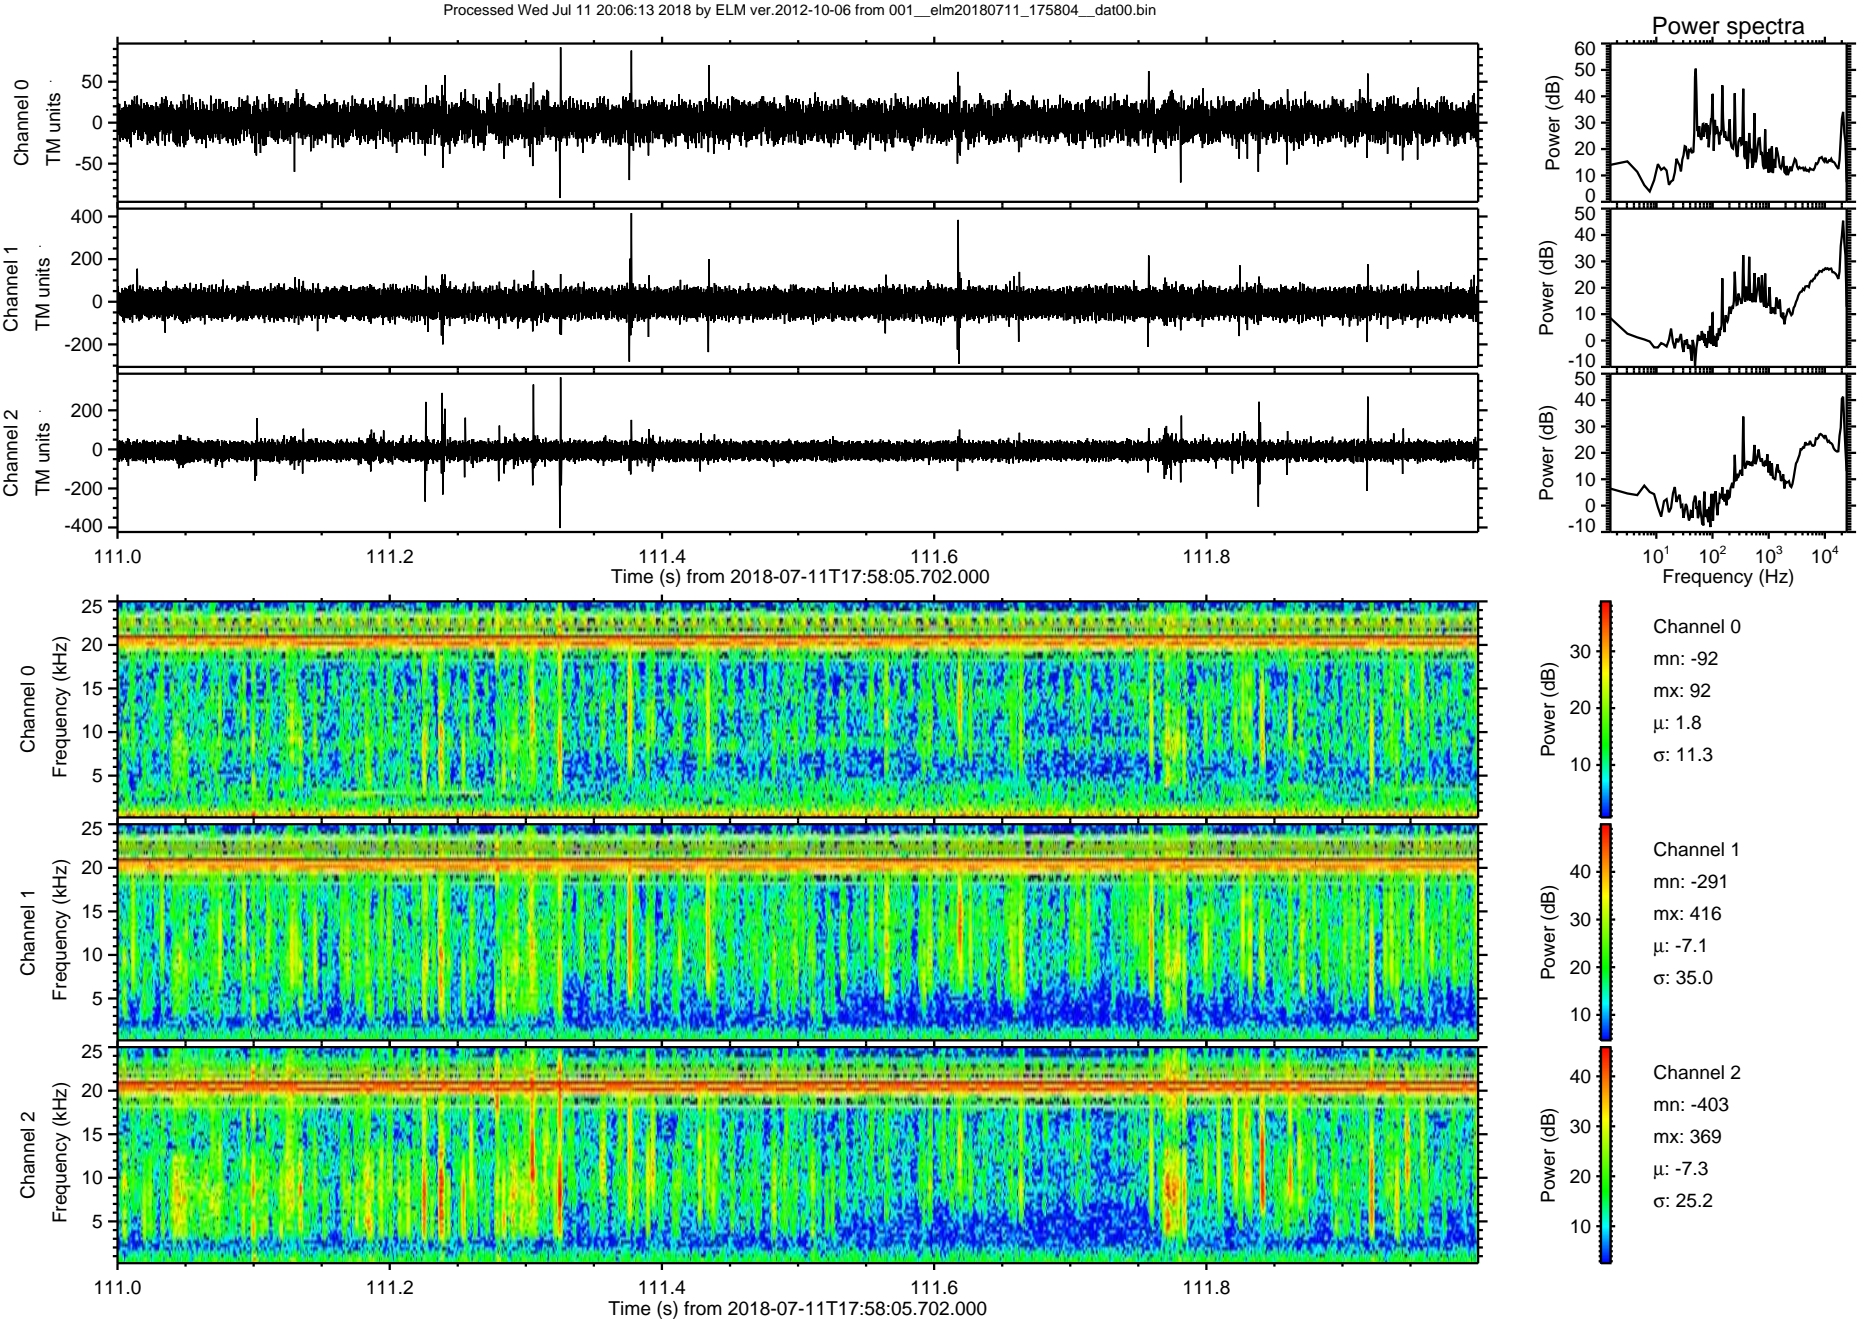 Processed Wed Jul 11 20:06:13 2018 by ELM ver.2012-10-06 from 001__elm20180711_175804__dat00.bin
Power spectra
Channel 0
TM units
50
0
-50
Power (dB)
60
50
40
30
20
10
0
Channel 1
TM units
400
200
0
-200
Power (dB)
50
40
30
20
10
0
-10
Channel 2
TM units
200
0
-200
-400
Power (dB)
50
40
30
20
10
0
-10
111.0 111.2 111.4 111.6 111.8
Time (s) from 2018-07-11T17:58:05.702.000
10¹ 10² 10³ 10⁴
Frequency (Hz)
Channel 0
Frequency (kHz)
25
20
15
10
5
Power (dB)
30
20
10
Channel 0
mn: -92
mx: 92
μ: 1.8
σ: 11.3
Channel 1
Frequency (kHz)
25
20
15
10
5
Power (dB)
40
30
20
10
Channel 1
mn: -291
mx: 416
μ: -7.1
σ: 35.0
Channel 2
Frequency (kHz)
25
20
15
10
5
Power (dB)
40
30
20
10
Channel 2
mn: -403
mx: 369
μ: -7.3
σ: 25.2
111.0 111.2 111.4 111.6 111.8
Time (s) from 2018-07-11T17:58:05.702.000